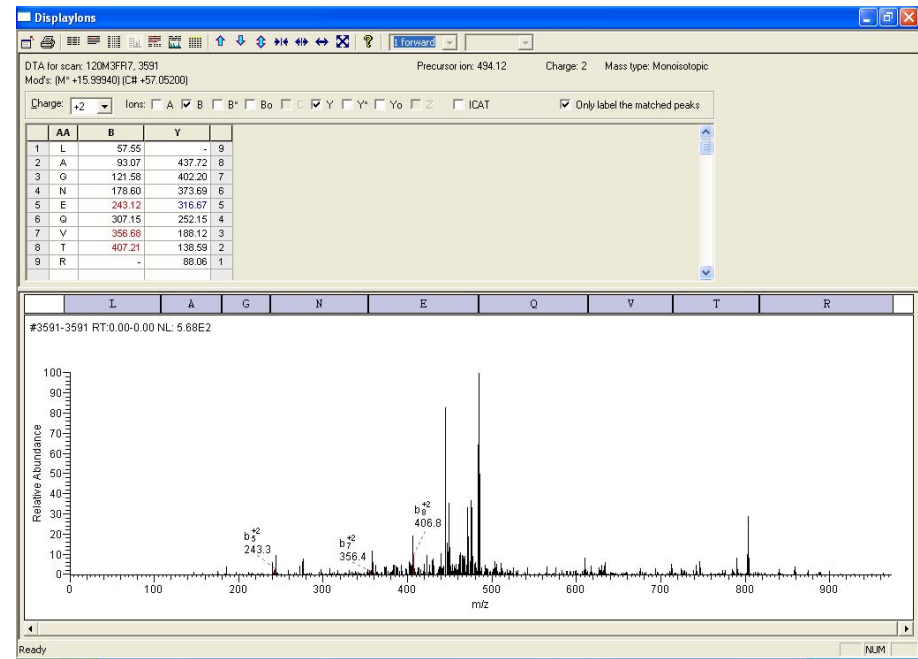 DisplayIons
1 forward
DTA for scan: 120M3FR7, 3591 Precursor ion: 494.12 Charge: 2 Mass type: Monoisotopic
Mod's: (M* +15.99940) (C# +57.05200)
Charge: +2 Ions: A B B* Bo C Y Y* Yo Z ICAT Only label the matched peaks
AA B Y
1 L 57.55 - 9
2 A 93.07 437.72 8
3 G 121.58 402.20 7
4 N 178.60 373.69 6
5 E 243.12 316.67 5
6 Q 307.15 252.15 4
7 V 356.68 188.12 3
8 T 407.21 138.59 2
9 R - 88.06 1
L A G N E Q V T R
#3591-3591 RT:0.00-0.00 NL: 5.68E2
100
90
80
70
60
50
40
30
20
10
0
Relative Abundance
b5+2
243.3
b7+2
356.4
b8+2
406.8
0 100 200 300 400 500 600 700 800 900
m/z
Ready NUM